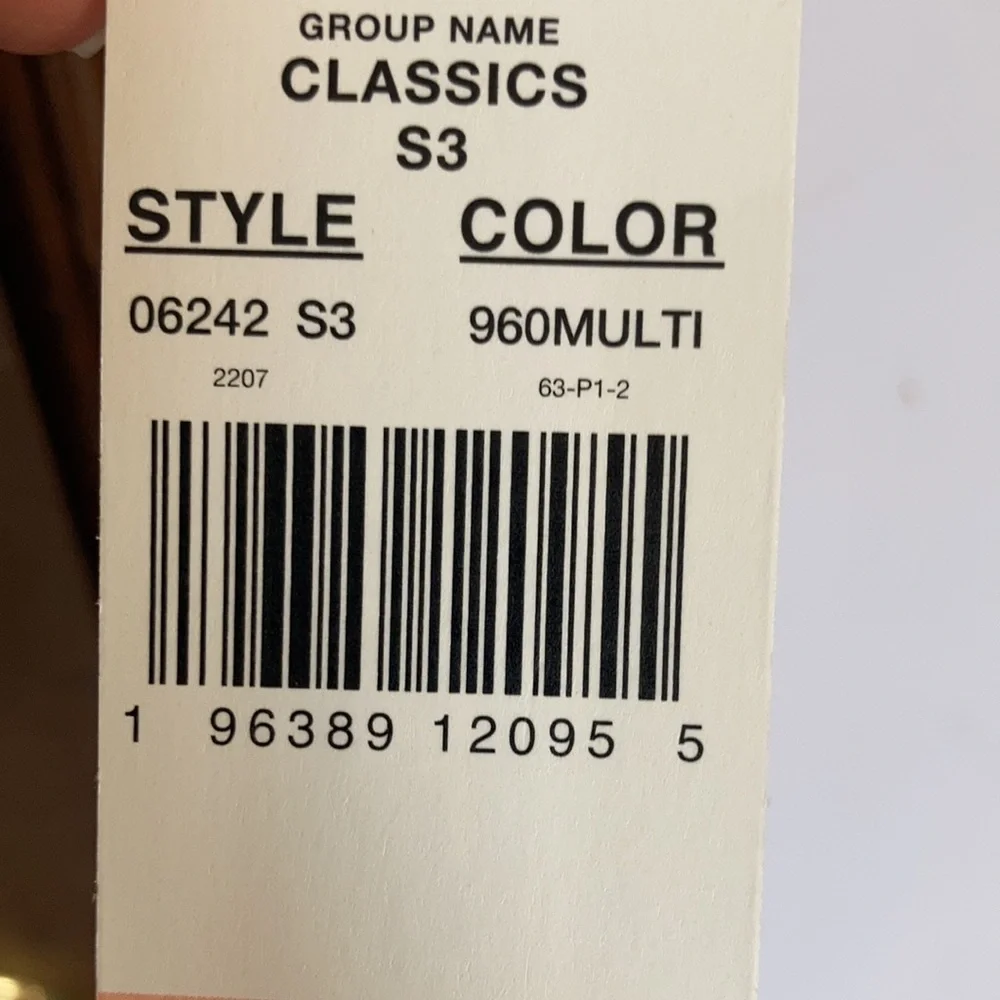 GROUP NAME
CLASSICS
S3
STYLE COLOR
06242 S3 960MULTI
2207 63-P1-2
1 96389 12095 5